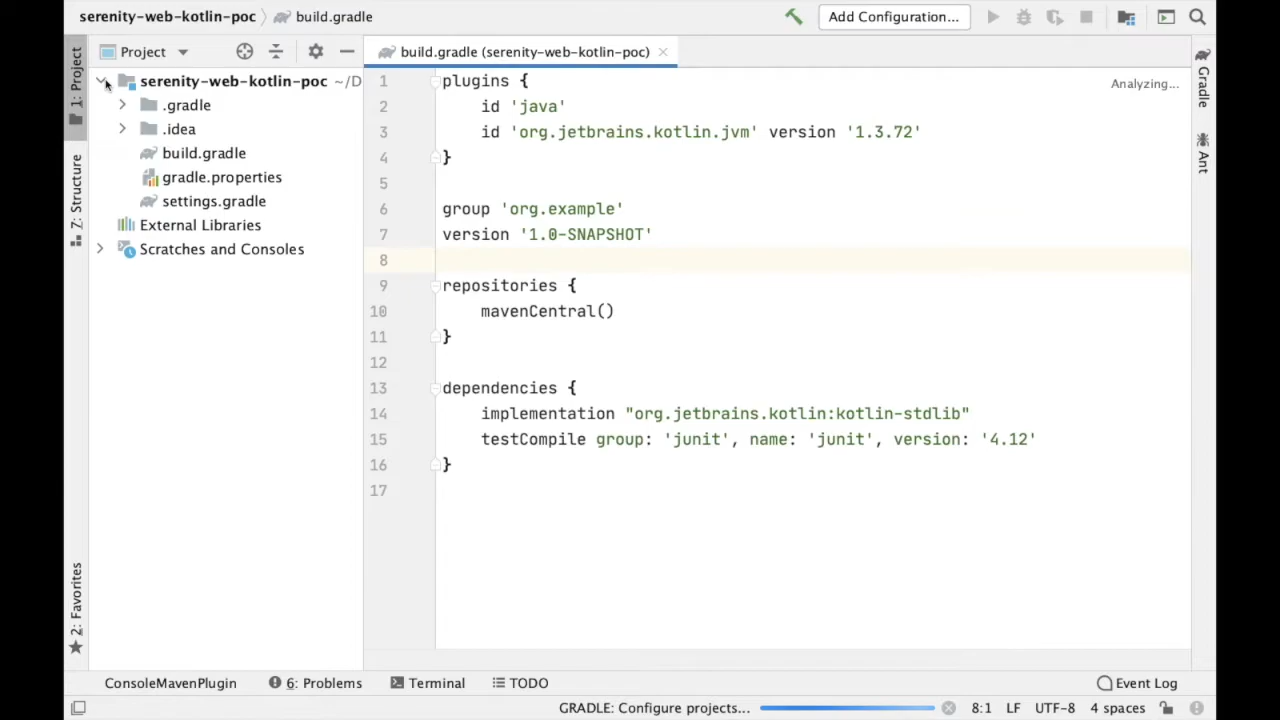 serenity-web-kotlin-poc build.gradle
Add Configuration...
Project
build.gradle (serenity-web-kotlin-poc)
1: Project
7: Structure
2: Favorites
serenity-web-kotlin-poc ~/D
.gradle
.idea
build.gradle
gradle.properties
settings.gradle
External Libraries
Scratches and Consoles
Analyzing...
1 plugins {
2 id 'java'
3 id 'org.jetbrains.kotlin.jvm' version '1.3.72'
4 }
5
6 group 'org.example'
7 version '1.0-SNAPSHOT'
8
9 repositories {
10 mavenCentral()
11 }
12
13 dependencies {
14 implementation "org.jetbrains.kotlin:kotlin-stdlib"
15 testCompile group: 'junit', name: 'junit', version: '4.12'
16 }
17
Gradle
Ant
ConsoleMavenPlugin 6: Problems Terminal TODO Event Log
GRADLE: Configure projects... 8:1 LF UTF-8 4 spaces